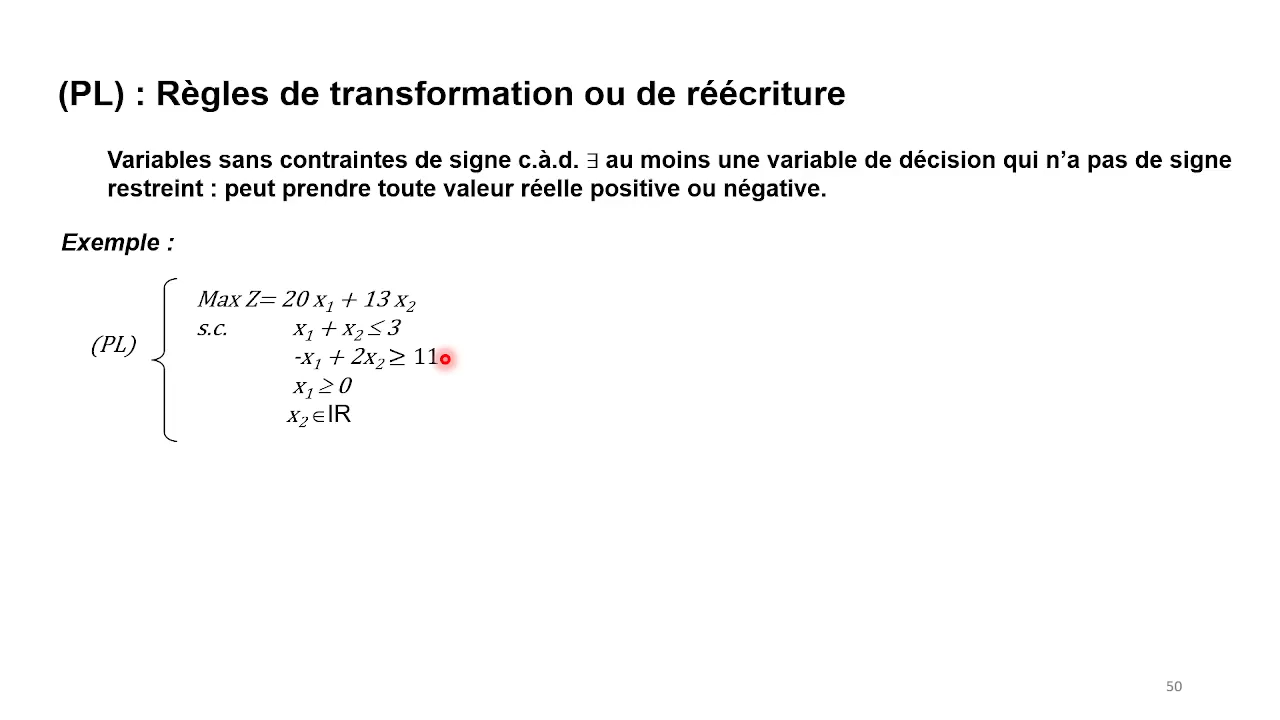 (PL) : Règles de transformation ou de réécriture
Variables sans contraintes de signe c.à.d. ∃ au moins une variable de décision qui n’a pas de signe
restreint : peut prendre toute valeur réelle positive ou négative.
Exemple :
Max Z= 20 x₁ + 13 x₂
s.c. x₁ + x₂ ≤ 3
(PL)
-x₁ + 2x₂ ≥ 11
x₁ ≥ 0
x₂ ∈IR
50